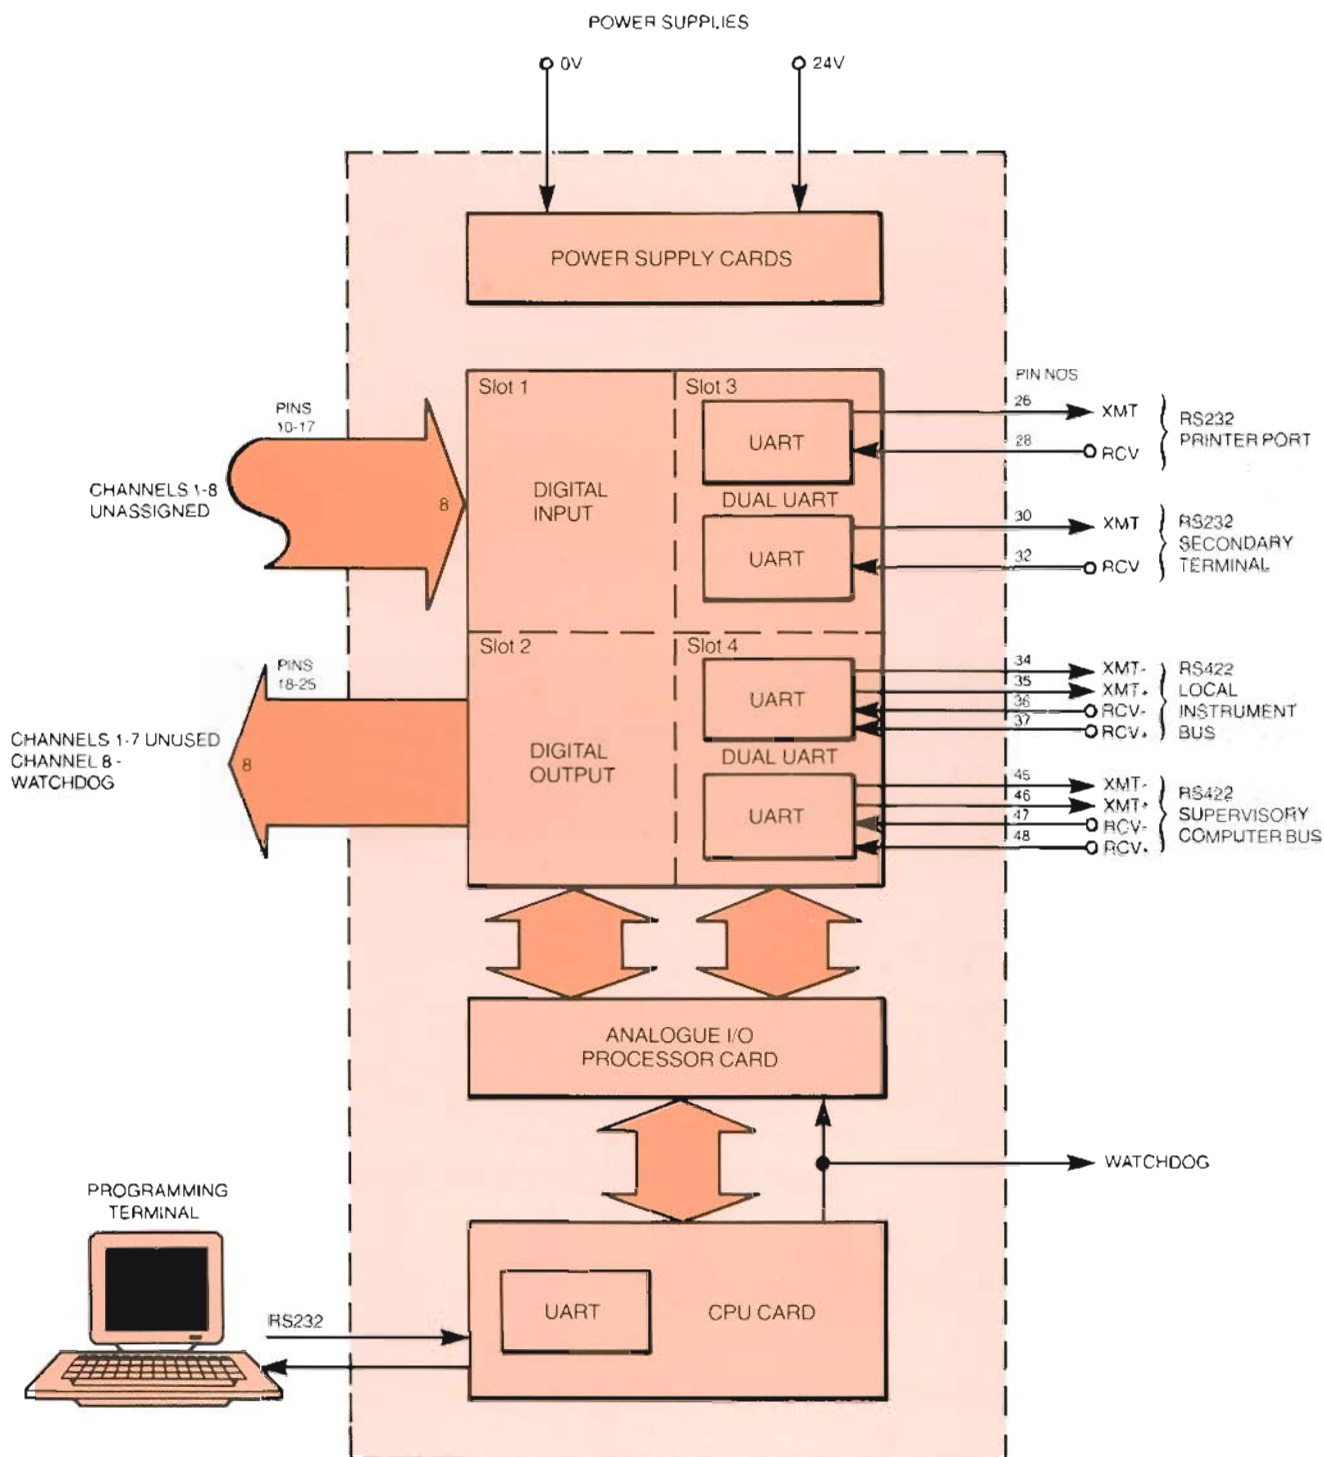 POWER SUPPLIES
0V
24V
POWER SUPPLY CARDS
Slot 1
Slot 3
PIN NOS
PINS
10-17
CHANNELS 1-8
UNASSIGNED
8
DIGITAL
INPUT
UART
DUAL UART
UART
26
XMT
28
RCV
RS232
PRINTER PORT
30
XMT
32
RCV
RS232
SECONDARY
TERMINAL
Slot 2
Slot 4
PINS
18-25
CHANNELS 1-7 UNUSED
CHANNEL 8 -
WATCHDOG
8
DIGITAL
OUTPUT
UART
DUAL UART
UART
34
XMT-
35
XMT+
36
RCV-
37
RCV+
RS422
LOCAL
INSTRUMENT
BUS
45
XMT-
46
XMT+
47
RCV-
48
RCV+
RS422
SUPERVISORY
COMPUTER BUS
ANALOGUE I/O
PROCESSOR CARD
WATCHDOG
PROGRAMMING
TERMINAL
RS232
UART
CPU CARD